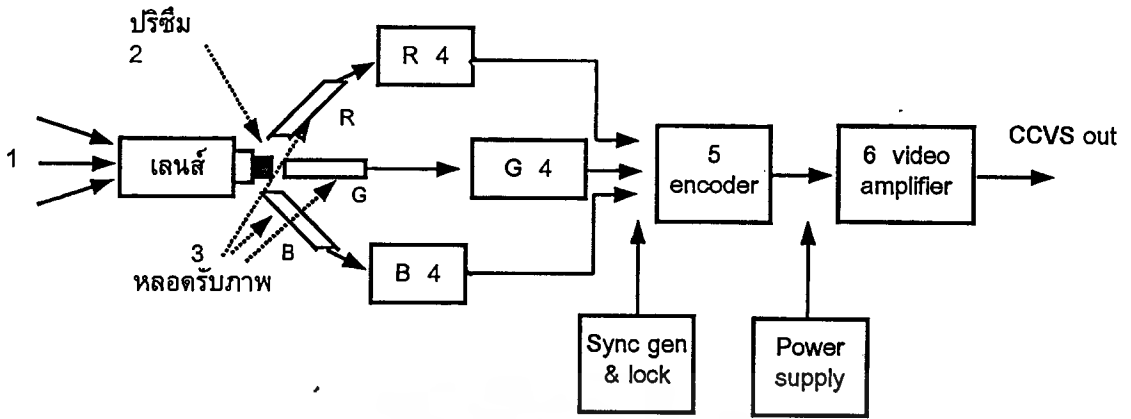 ปริซึม
2
R 4
R
1
เลนส์
G 4
G
5
encoder
6 video
amplifier
CCVS out
3
หลอดรับภาพ
B
B 4
Sync gen
& lock
Power
supply